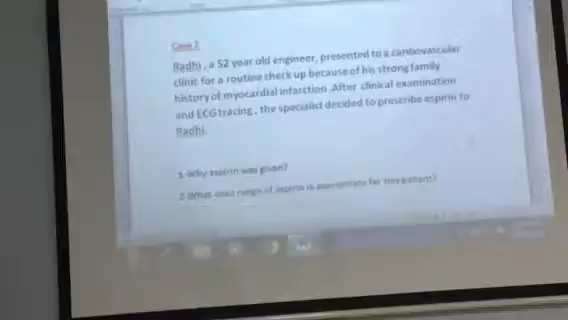 Case 2
Radhi , a 52 year old engineer, presented to a cardiovascular
clinic for a routine check up because of his strong family
history of myocardial infarction .After clinical examination
and ECG tracing , the specialist decided to prescribe aspirin to
Radhi.
1-Why aspirin was given?
2-What dose range of aspirin is appropriate for this patient?